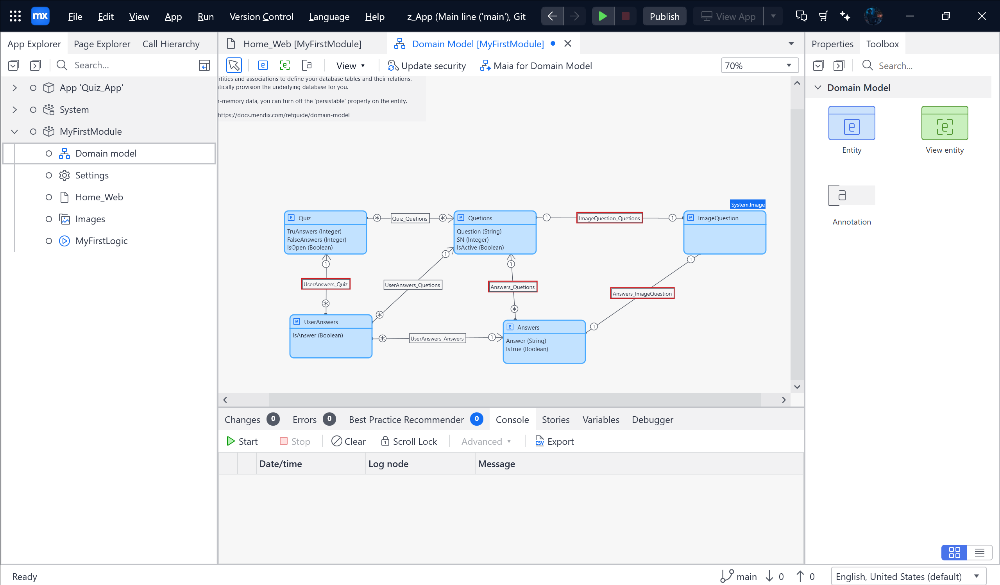 mx File Edit View App Run Version Control Language Help z_App (Main line ('main'), Git Publish View App
App Explorer Page Explorer Call Hierarchy
Search...
App 'Quiz_App'
System
MyFirstModule
Domain model
Settings
Home_Web
Images
MyFirstLogic
Home_Web [MyFirstModule] Domain Model [MyFirstModule]
View Update security Maia for Domain Model 70%
ntities and associations to define your database tables and their relations.
tically provision the underlying database for you.
n-memory data, you can turn off the 'persistable' property on the entity.
https://docs.mendix.com/refguide/domain-model
System.Image
Quiz
TruAnswers (Integer)
FalseAnswers (Integer)
IsOpen (Boolean)
* Quiz_Quetions *
Quetions
Question (String)
SN (Integer)
IsActive (Boolean)
1 ImageQuestion_Quetions 1
ImageQuestion
1
UserAnswers_Quiz
*
1
UserAnswers_Quetions
*
1
Answers_Quetions
*
1
Answers_ImageQuestion
1
UserAnswers
IsAnswer (Boolean)
* UserAnswers_Answers 1
Answers
Answer (String)
IsTrue (Boolean)
Changes 0 Errors 0 Best Practice Recommender 0 Console Stories Variables Debugger
Start Stop Clear Scroll Lock Advanced CSV Export
Date/time Log node Message
Properties Toolbox
Search...
Domain Model
e e
Entity View entity
a
Annotation
Ready main 0 0 English, United States (default)